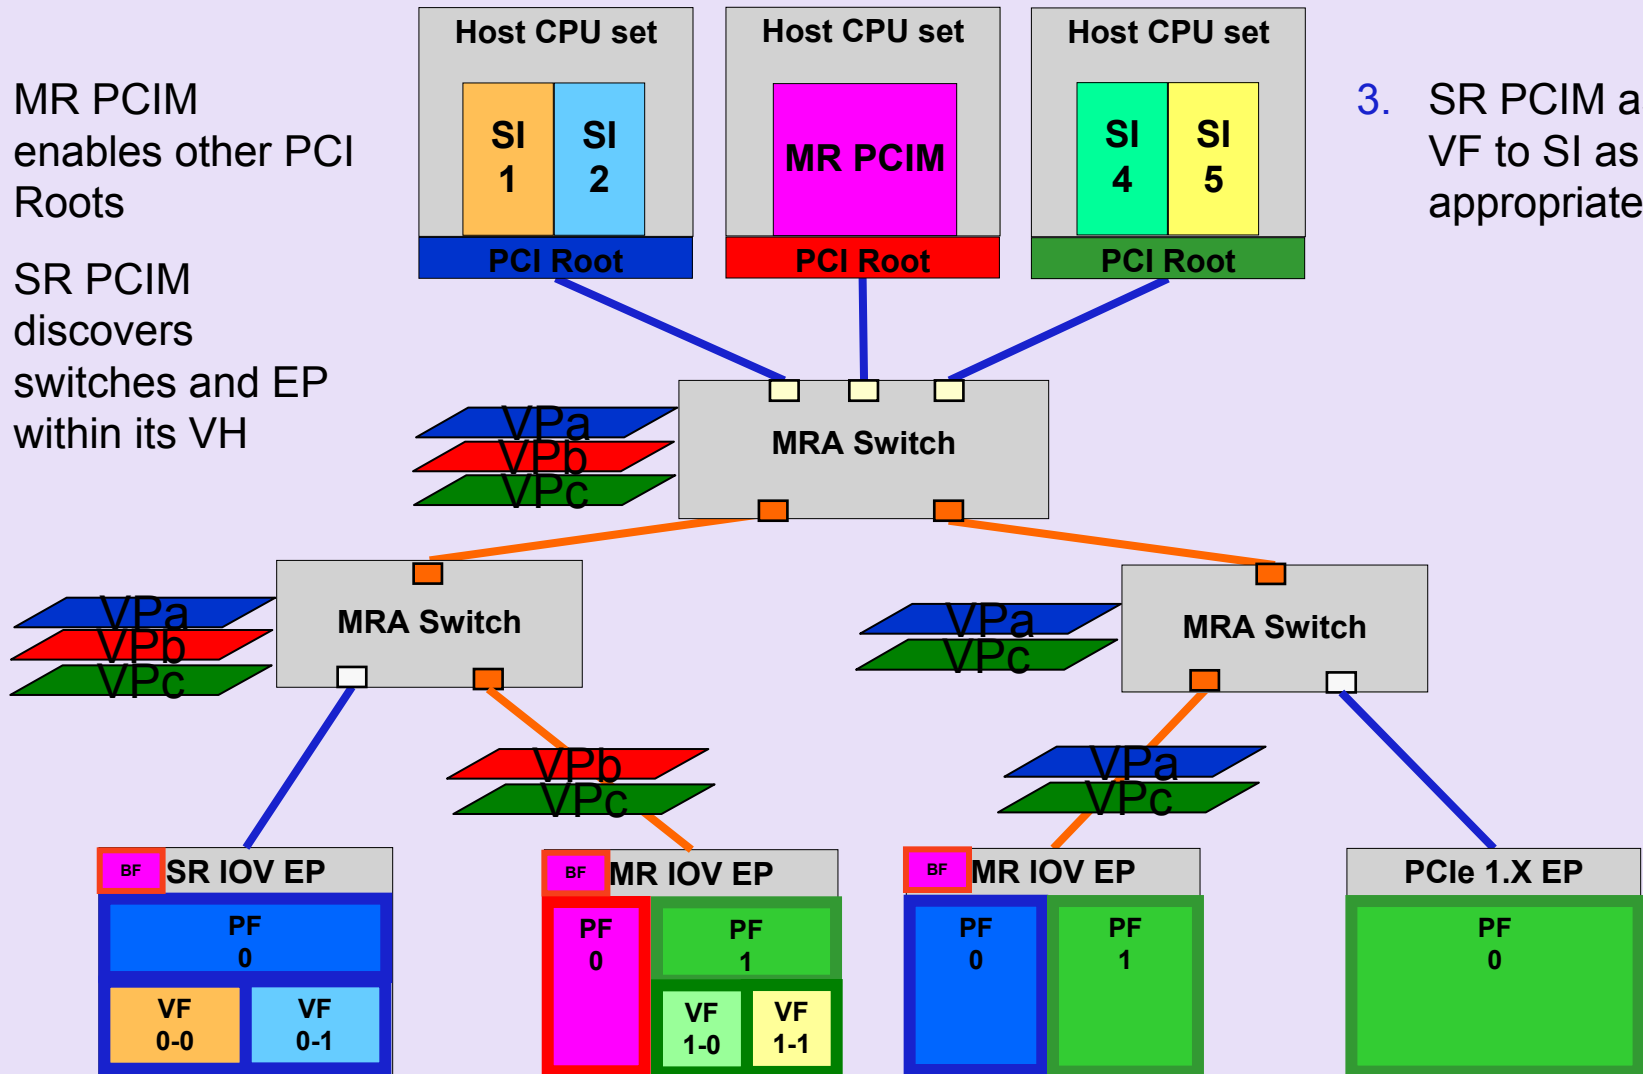 MR PCIM
enables other PCI
Roots
SR PCIM
discovers
switches and EP
within its VH
Host CPU set
SI
1
SI
2
PCI Root
Host CPU set
MR PCIM
PCI Root
Host CPU set
SI
4
SI
5
PCI Root
3. SR PCIM a
VF to SI as
appropriate
VPa
VPb
VPc
MRA Switch
VPa
VPb
VPc
MRA Switch
VPa
VPc
MRA Switch
VPb
VPc
VPa
VPc
BF SR IOV EP
PF
0
VF
0-0
VF
0-1
BF MR IOV EP
PF
0
PF
1
VF
1-0
VF
1-1
BF MR IOV EP
PF
0
PF
1
PCIe 1.X EP
PF
0